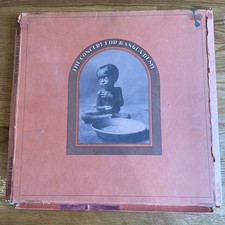 THE CONCERT FOR BANGLA DESH